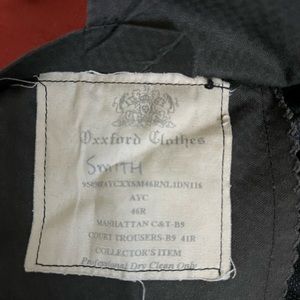 Oxxford Clothes
SMITH
AYC
46R
MANHATTAN C&T-B9
COURT TROUSERS-B9 41R
COLLECTOR'S ITEM
Professional Dry Clean Only